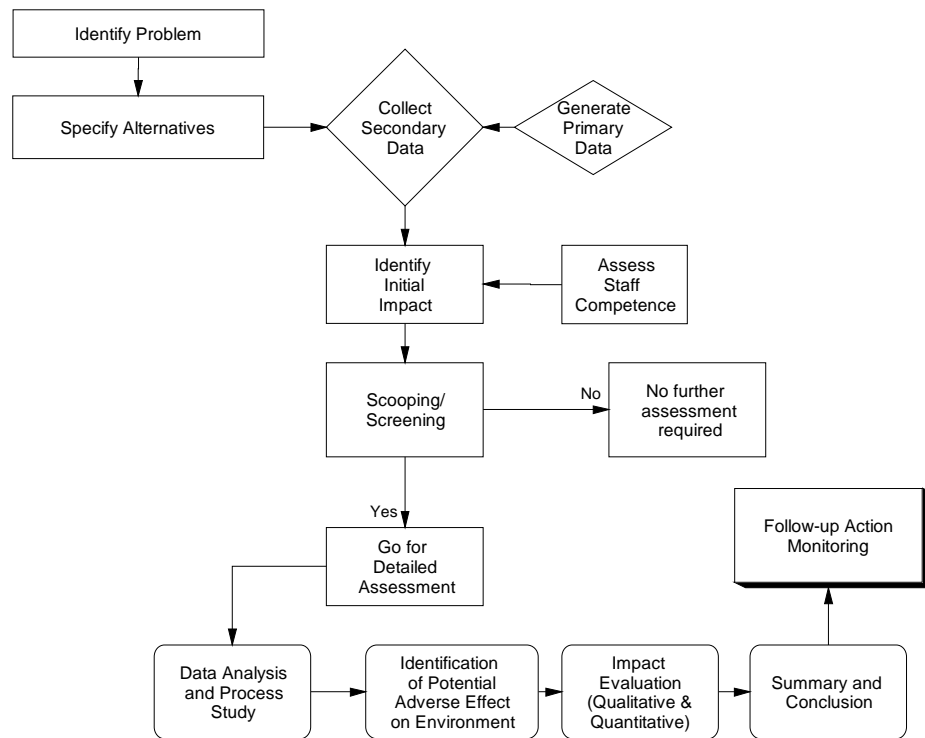 Identify Problem
Specify Alternatives
Collect
Secondary
Data
Generate
Primary
Data
Identify
Initial
Impact
Assess
Staff
Competence
Scooping/
Screening
No
No further
assessment
required
Yes
Go for
Detailed
Assessment
Follow-up Action
Monitoring
Data Analysis
and Process
Study
Identification
of Potential
Adverse Effect
on Environment
Impact
Evaluation
(Qualitative &
Quantitative)
Summary and
Conclusion